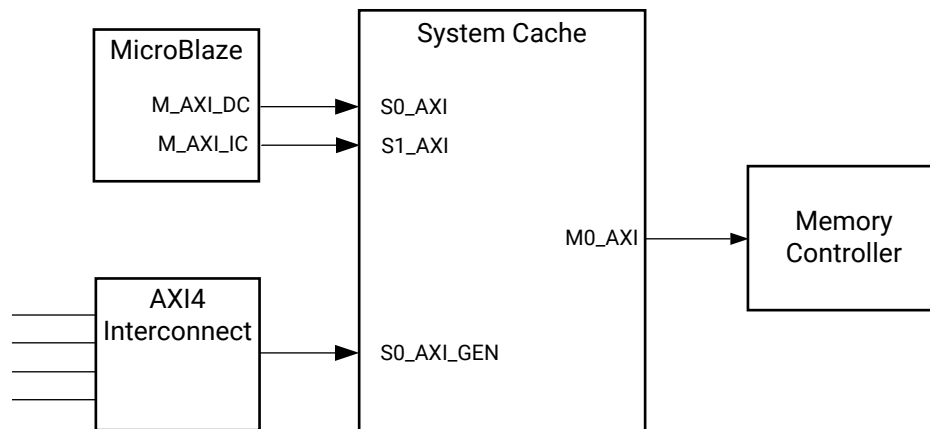 System Cache
MicroBlaze
M_AXI_DC
S0_AXI
M_AXI_IC
S1_AXI
M0_AXI
Memory
Controller
AXI4
Interconnect
S0_AXI_GEN